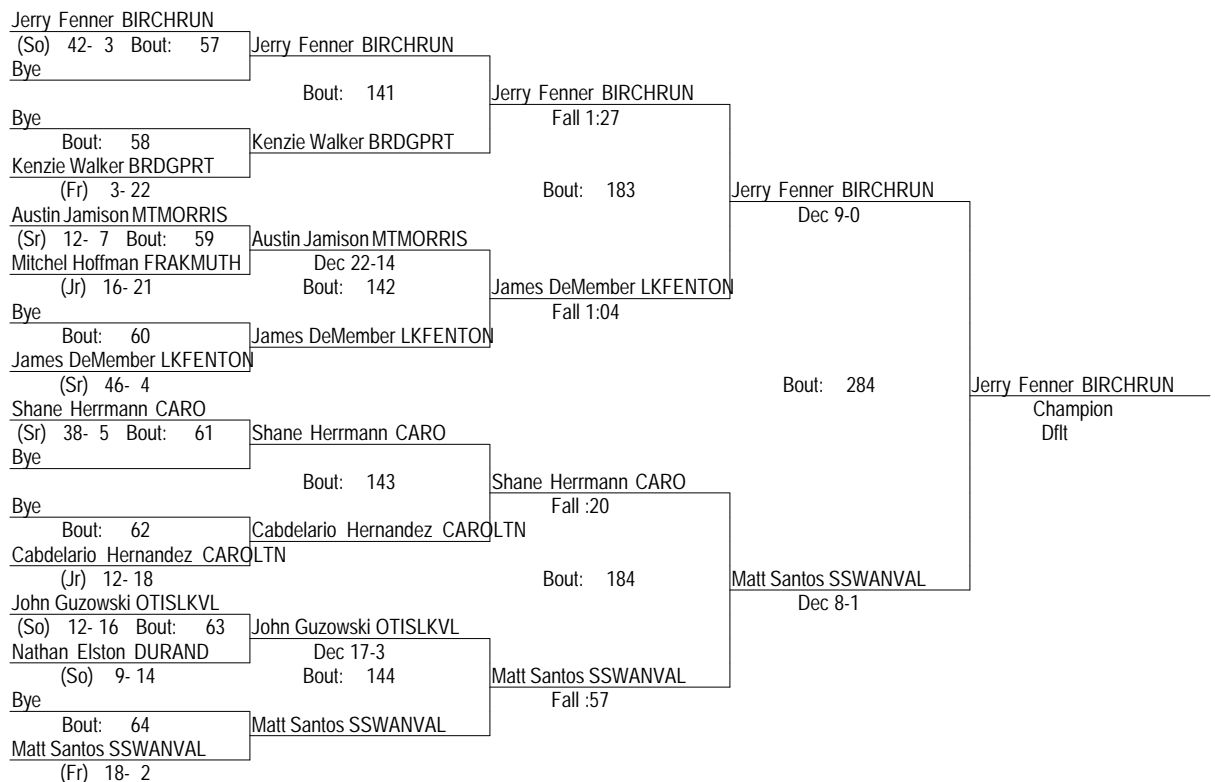 Jerry Fenner BIRCHRUN
(So) 42- 3 Bout: 57
Jerry Fenner BIRCHRUN
Bye
Bout: 141
Jerry Fenner BIRCHRUN
Bye
Fall 1:27
Bout: 58
Kenzie Walker BRDGPRT
Kenzie Walker BRDGPRT
(Fr) 3- 22
Bout: 183
Jerry Fenner BIRCHRUN
Austin Jamison MTMORRIS
Dec 9-0
(Sr) 12- 7 Bout: 59
Austin Jamison MTMORRIS
Mitchel Hoffman FRAKMUTH
Dec 22-14
(Jr) 16- 21
Bout: 142
James DeMember LKFENTON
Bye
Fall 1:04
Bout: 60
James DeMember LKFENTON
James DeMember LKFENTON
(Sr) 46- 4
Bout: 284
Jerry Fenner BIRCHRUN
Shane Herrmann CARO
Champion
(Sr) 38- 5 Bout: 61
Shane Herrmann CARO
Dflt
Bye
Bout: 143
Shane Herrmann CARO
Bye
Fall :20
Bout: 62
Cabdelario Hernandez CAROLTN
Cabdelario Hernandez CAROLTN
(Jr) 12- 18
Bout: 184
Matt Santos SSWANVAL
John Guzowski OTISLKVL
Dec 8-1
(So) 12- 16 Bout: 63
John Guzowski OTISLKVL
Nathan Elston DURAND
Dec 17-3
(So) 9- 14
Bout: 144
Matt Santos SSWANVAL
Bye
Fall :57
Bout: 64
Matt Santos SSWANVAL
Matt Santos SSWANVAL
(Fr) 18- 2